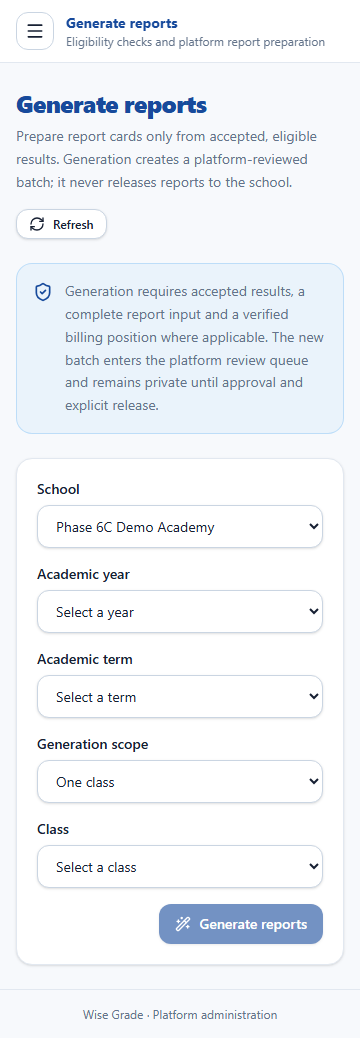 Generate reports
Eligibility checks and platform report preparation
Generate reports
Prepare report cards only from accepted, eligible
results. Generation creates a platform-reviewed
batch; it never releases reports to the school.
Refresh
Generation requires accepted results, a
complete report input and a verified
billing position where applicable. The new
batch enters the platform review queue
and remains private until approval and
explicit release.
School
Phase 6C Demo Academy
Academic year
Select a year
Academic term
Select a term
Generation scope
One class
Class
Select a class
Generate reports
Wise Grade · Platform administration